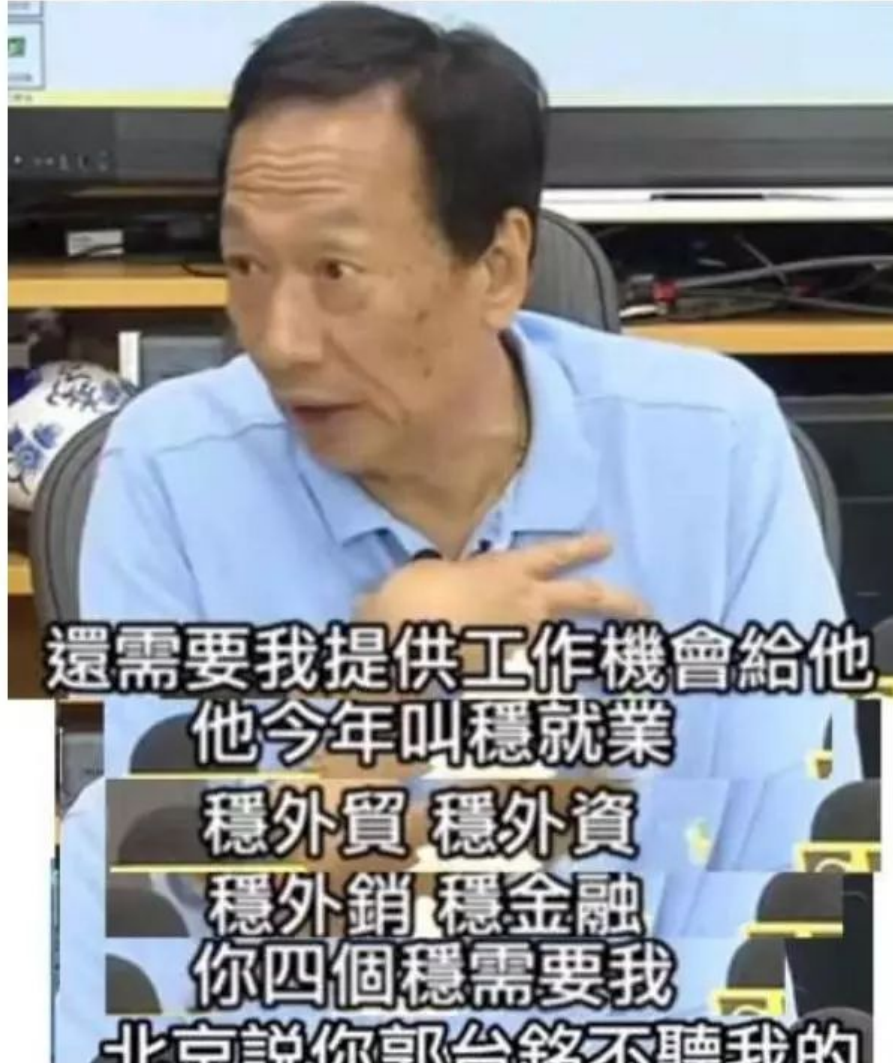 還需要我提供工作機會給他
他今年叫穩就業
穩外貿 穩外資
穩外銷 穩金融
你四個穩需要我
北京說你郭台銘不聽我的